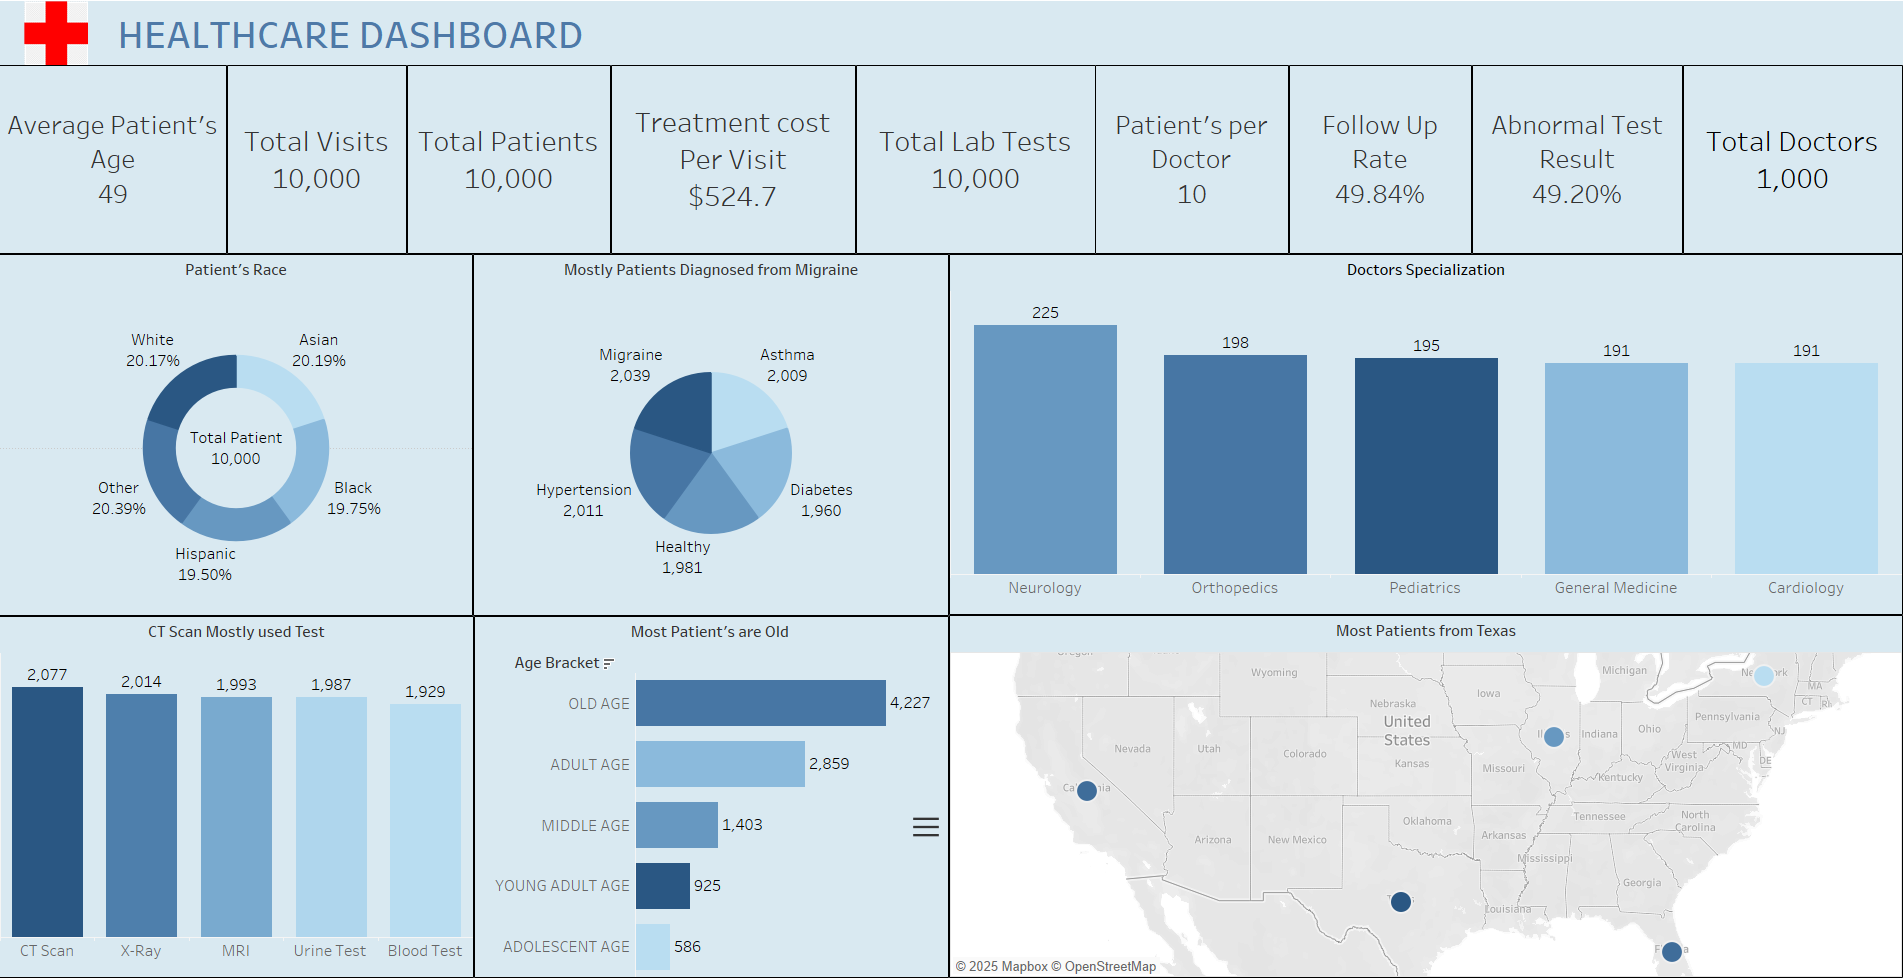 HEALTHCARE DASHBOARD
Average Patient's
Age
49
Total Visits
10,000
Total Patients
10,000
Treatment cost
Per Visit
$524.7
Total Lab Tests
10,000
Patient's per
Doctor
10
Follow Up
Rate
49.84%
Abnormal Test
Result
49.20%
Total Doctors
1,000
Patient's Race
White
20.17%
Asian
20.19%
Total Patient
10,000
Other
20.39%
Black
19.75%
Hispanic
19.50%
Mostly Patients Diagnosed from Migraine
Migraine
2,039
Asthma
2,009
Hypertension
2,011
Diabetes
1,960
Healthy
1,981
Doctors Specialization
225
198
195
191
191
Neurology
Orthopedics
Pediatrics
General Medicine
Cardiology
CT Scan Mostly used Test
2,077
2,014
1,993
1,987
1,929
CT Scan
X-Ray
MRI
Urine Test
Blood Test
Most Patient's are Old
Age Bracket
OLD AGE
4,227
ADULT AGE
2,859
MIDDLE AGE
1,403
YOUNG ADULT AGE
925
ADOLESCENT AGE
586
Most Patients from Texas
Wyoming
Michigan
Iowa
Nebraska
MA
CT
Pennsylvania
United
States
Ohio
Indiana
NJ
Nevada
Utah
Colorado
Kansas
Missouri
West
Virginia
MD
DE
Kentucky
Arizona
New Mexico
Oklahoma
Arkansas
Tennessee
North
Carolina
Mississippi
Georgia
Louisiana
© 2025 Mapbox © OpenStreetMap